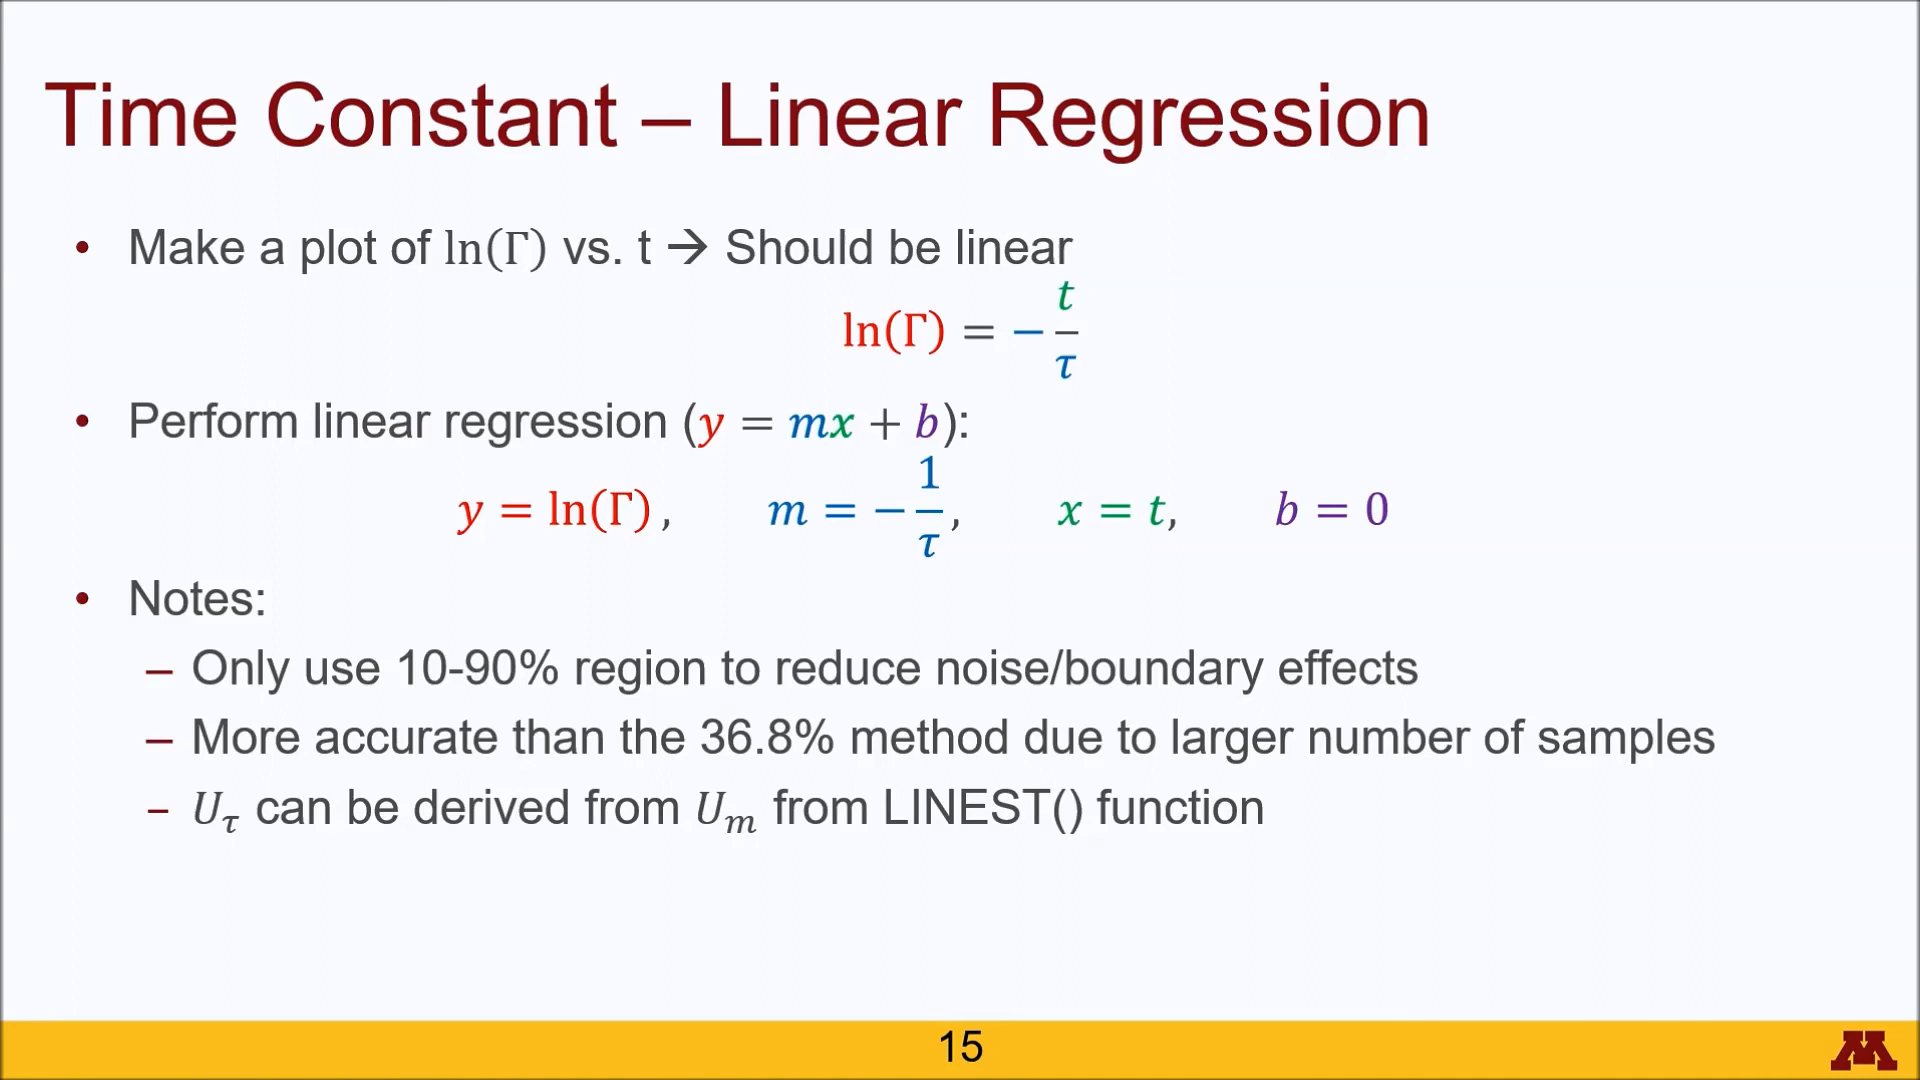 Time Constant – Linear Regression
• Make a plot of ln(Γ) vs. t → Should be linear
ln(Γ) = − t/τ
• Perform linear regression (y = mx + b):
y = ln(Γ), m = − 1/τ, x = t, b = 0
• Notes:
– Only use 10-90% region to reduce noise/boundary effects
– More accurate than the 36.8% method due to larger number of samples
– U_τ can be derived from U_m from LINEST() function
15
M